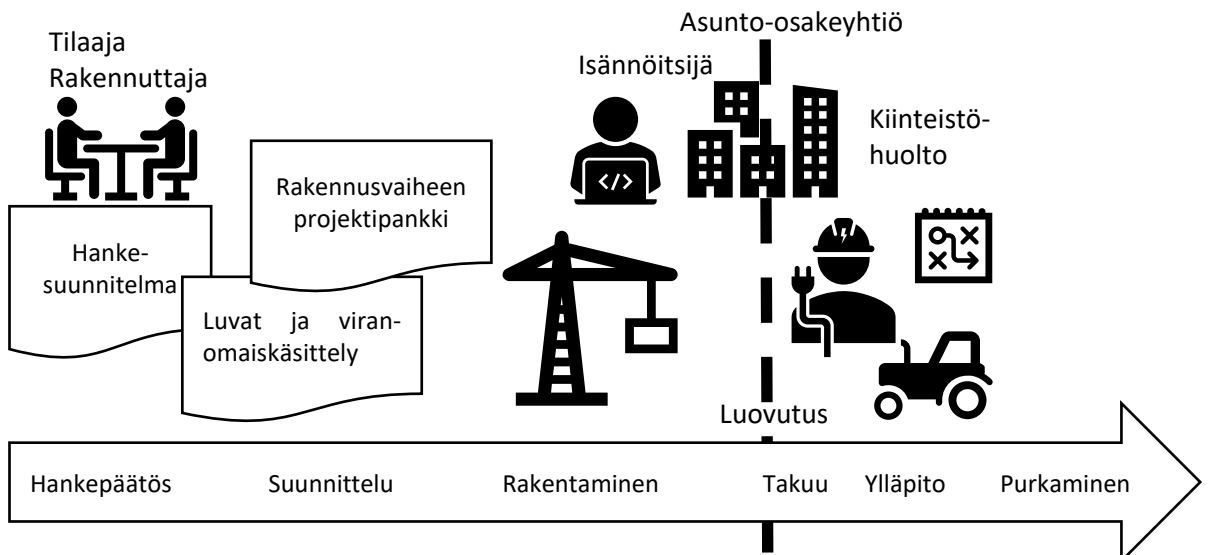 Tilaaja
Rakennuttaja
Asunto-osakeyhtiö
Isännöitsijä
Kiinteistö-
huolto
Rakennusvaiheen
projektipankki
Hanke-
suunnitelma
Luvat ja viran-
omaiskäsittely
</>
Luovutus
Hankepäätös
Suunnittelu
Rakentaminen
Takuu
Ylläpito
Purkaminen